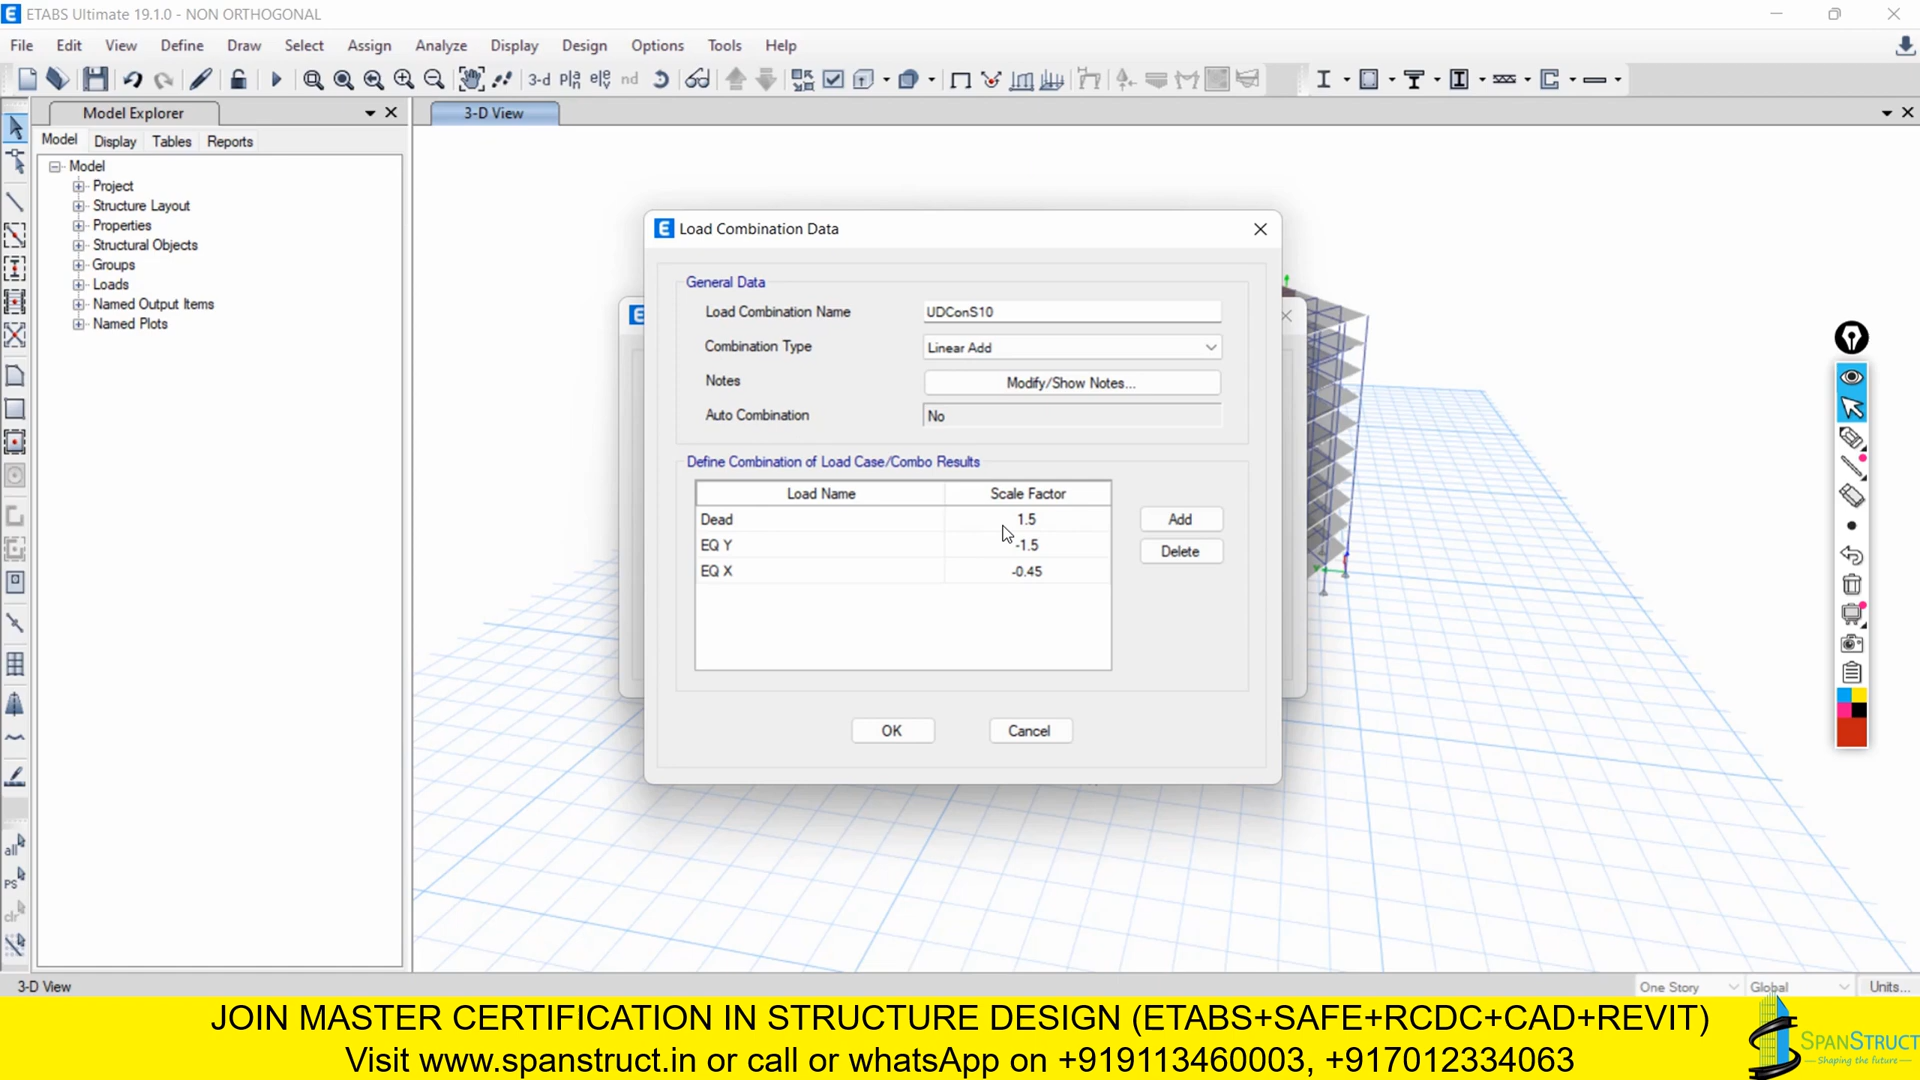 ETABS Ultimate 19.1.0 - NON ORTHOGONAL
File Edit View Define Draw Select Assign Analyze Display Design Options Tools Help
3-d
nd
Model Explorer
3-D View
Model Display Tables Reports
Model
Project
Structure Layout
Properties
Structural Objects
Groups
Loads
Named Output Items
Named Plots
all
PS
clr
Load Combination Data
General Data
Load Combination Name UDConS10
Combination Type Linear Add
Notes Modify/Show Notes...
Auto Combination No
Define Combination of Load Case/Combo Results
Load Name Scale Factor
Dead 1.5
EQ Y -1.5
EQ X -0.45
Add
Delete
OK Cancel
3-D View
One Story Global Units...
JOIN MASTER CERTIFICATION IN STRUCTURE DESIGN (ETABS+SAFE+RCDC+CAD+REVIT)
Visit www.spanstruct.in or call or whatsApp on +919113460003, +917012334063
SPANSTRUCT
Shaping the future